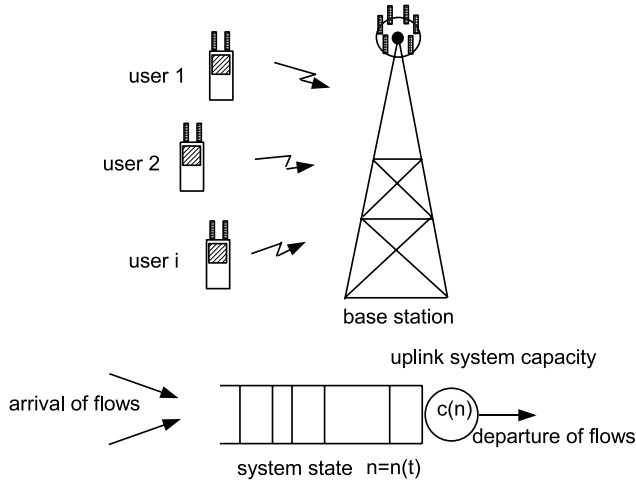 user 1
user 2
user i
base station
uplink system capacity
arrival of flows
c(n)
departure of flows
system state n=n(t)